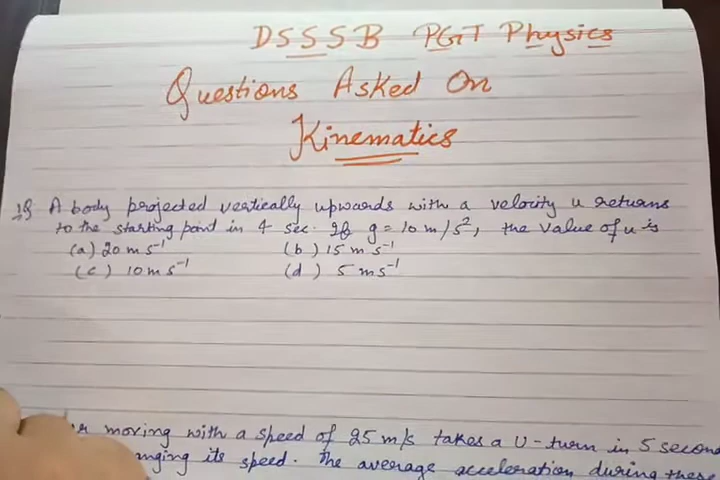 DSSSB PGT Physics
Questions Asked On
Kinematics
A body projected vertically upwards with a velocity u returns
to the starting point in 4 sec. If g = 10 m/s², the value of u is
(a) 20 m s⁻¹ (b) 15 m s⁻¹
(c) 10 m s⁻¹ (d) 5 m s⁻¹
moving with a speed of 25 m/s takes a U-turn in 5 second
its speed. The average acceleration during these